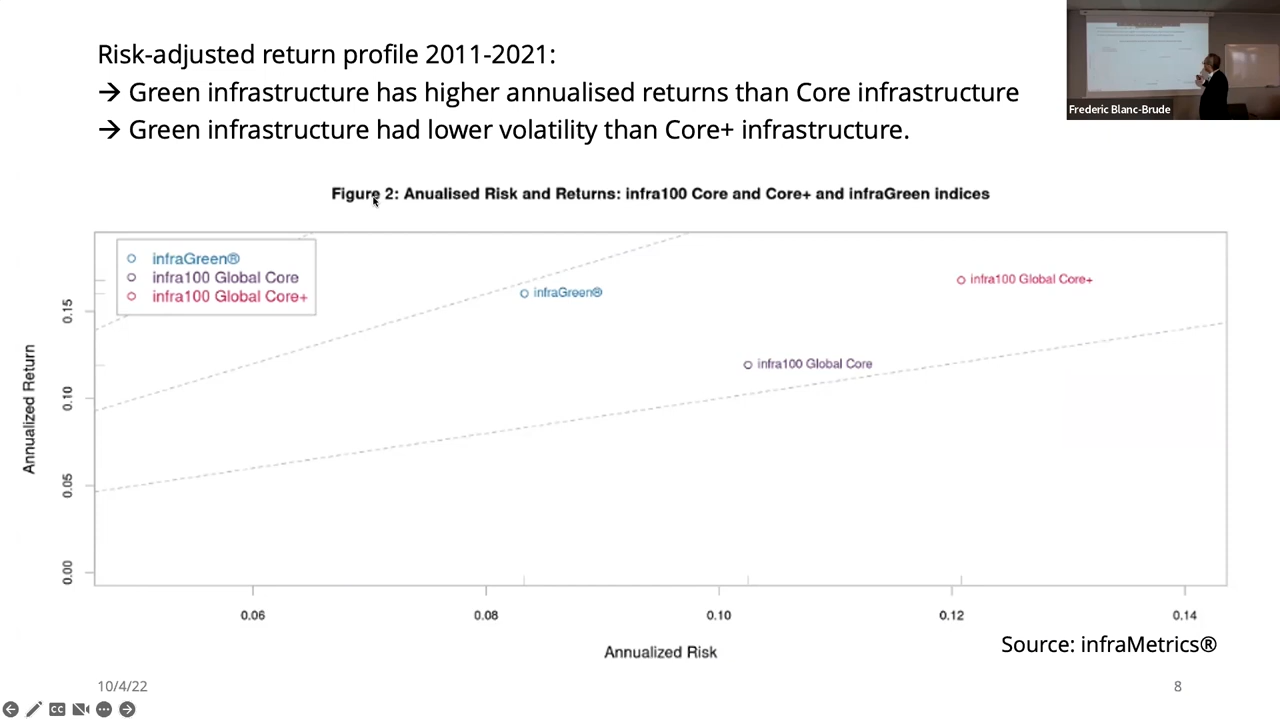 Risk-adjusted return profile 2011-2021:
→ Green infrastructure has higher annualised returns than Core infrastructure
→ Green infrastructure had lower volatility than Core+ infrastructure.
Frederic Blanc-Brude
Figure 2: Anualised Risk and Returns: infra100 Core and Core+ and infraGreen indices
infraGreen®
infra100 Global Core
infra100 Global Core+
infraGreen®
infra100 Global Core+
infra100 Global Core
Annualized Return
0.15
0.10
0.05
0.00
0.06 0.08 0.10 0.12 0.14
Annualized Risk
Source: infraMetrics®
10/4/22
8
CC